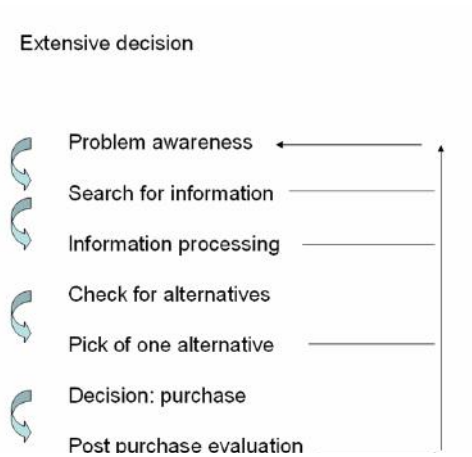 Extensive decision
Problem awareness
Search for information
Information processing
Check for alternatives
Pick of one alternative
Decision: purchase
Post purchase evaluation